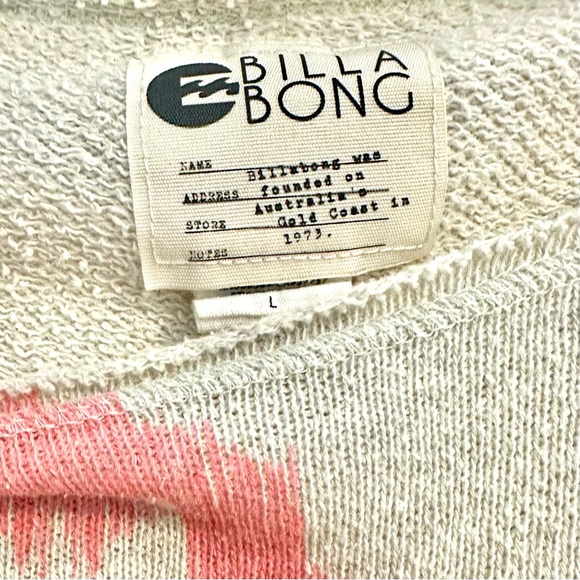 BILLA
BONG
NAME Billabong was
ADDRESS founded on
Australia's
STORE Gold Coast in
1973.
NOTES
L